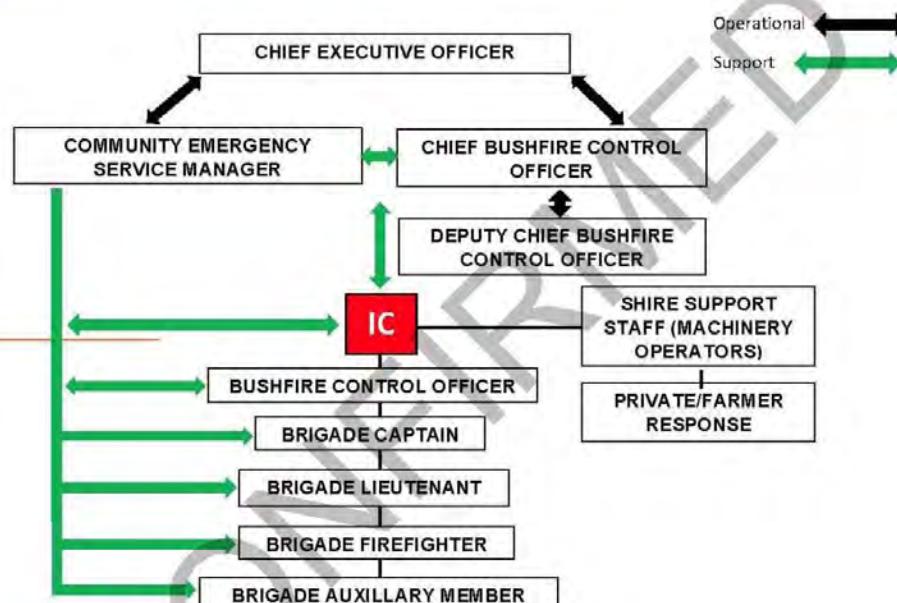 Operational
Support
CHIEF EXECUTIVE OFFICER
COMMUNITY EMERGENCY
SERVICE MANAGER
CHIEF BUSHFIRE CONTROL
OFFICER
DEPUTY CHIEF BUSHFIRE
CONTROL OFFICER
IC
SHIRE SUPPORT
STAFF (MACHINERY
OPERATORS)
PRIVATE/FARMER
RESPONSE
BUSHFIRE CONTROL OFFICER
BRIGADE CAPTAIN
BRIGADE LIEUTENANT
BRIGADE FIREFIGHTER
BRIGADE AUXILLARY MEMBER
ONFIRMED